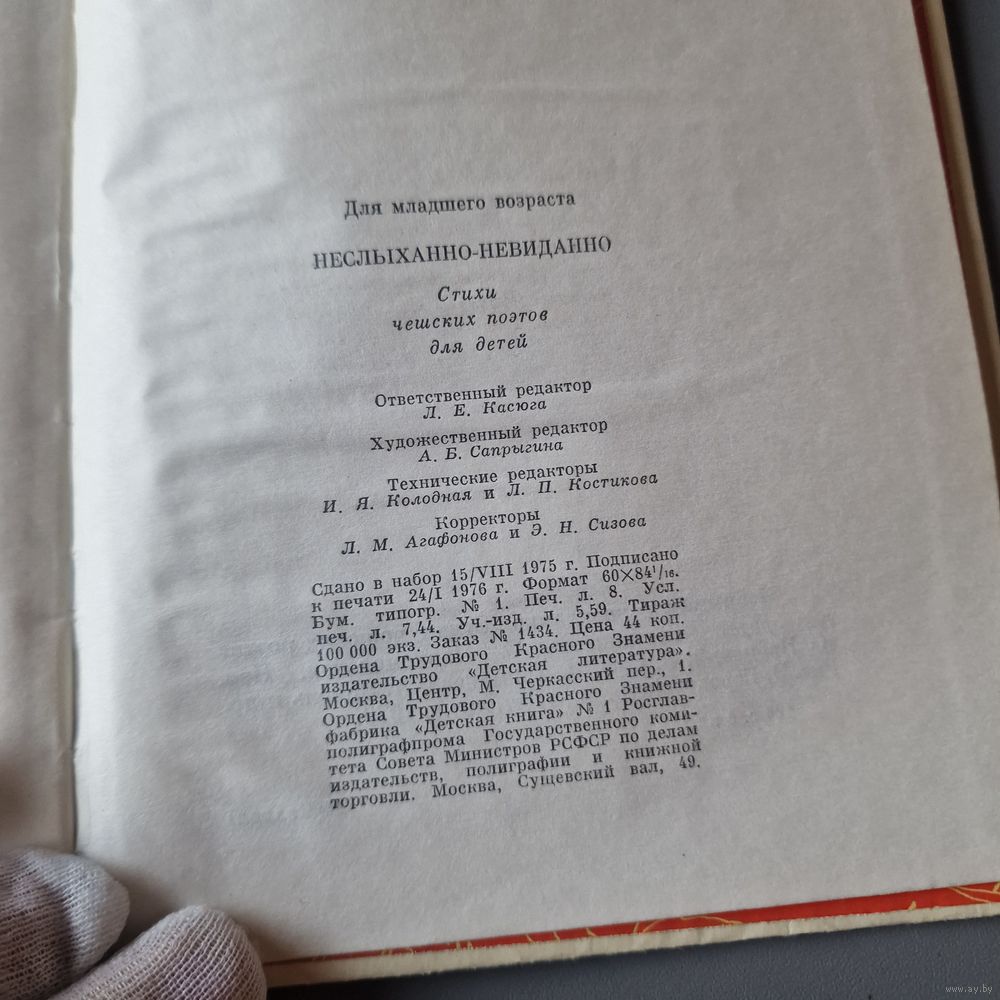 Для младшего возраста
НЕСЛЫХАННО-НЕВИДАННО
Стихи
чешских поэтов
для детей
Ответственный редактор
Л. Е. Касюга
Художественный редактор
А. Б. Сапрыгина
Технические редакторы
И. Я. Колодная и Л. П. Костикова
Корректоры
Л. М. Агафонова и Э. Н. Сизова
Сдано в набор 15/VIII 1975 г. Подписано
к печати 24/I 1976 г. Формат 60×84¹/₁₆.
Бум. типогр. № 1. Печ. л. 8. Усл.
печ. л. 7,44. Уч.-изд. л. 5,59. Тираж
100 000 экз. Заказ № 1434. Цена 44 коп.
Ордена Трудового Красного Знамени
издательство «Детская литература».
Москва, Центр, М. Черкасский пер., 1.
Ордена Трудового Красного Знамени
фабрика «Детская книга» № 1 Росглав-
полиграфпрома Государственного коми-
тета Совета Министров РСФСР по делам
издательств, полиграфии и книжной
торговли. Москва, Сущевский вал, 49.
www.ay.by